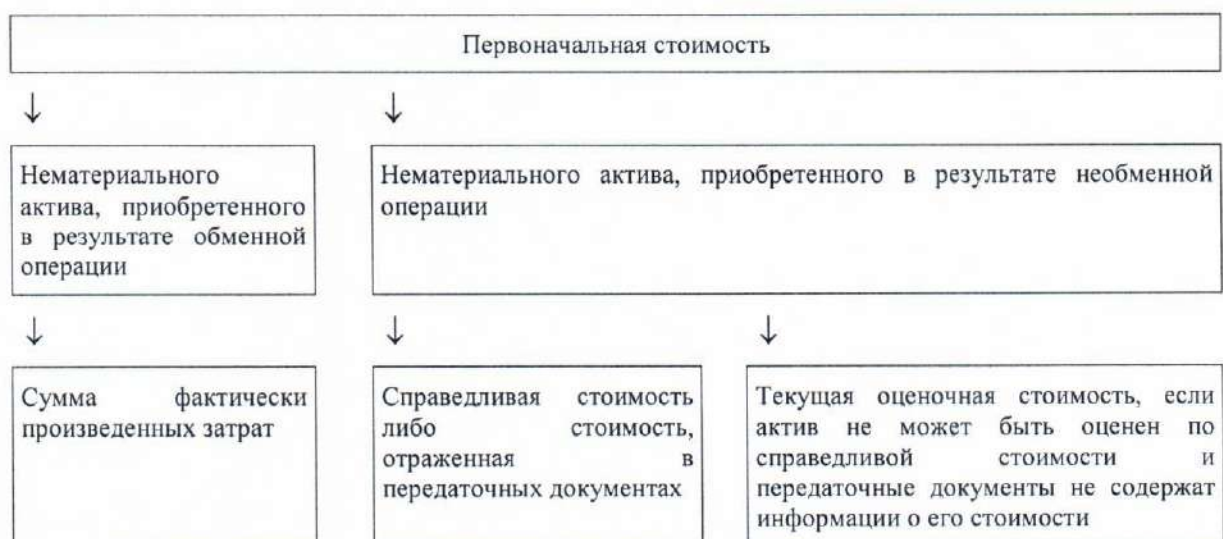 Первоначальная стоимость
↓
↓
Нематериального
актива, приобретенного
в результате обменной
операции
Нематериального актива, приобретенного в результате необменной
операции
↓
↓
↓
Сумма фактически
произведенных затрат
Справедливая стоимость
либо стоимость,
отраженная в
передаточных документах
Текущая оценочная стоимость, если
актив не может быть оценен по
справедливой стоимости и
передаточные документы не содержат
информации о его стоимости